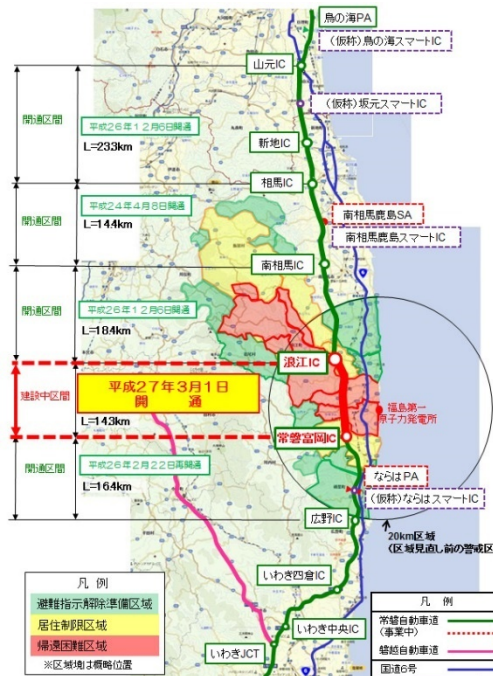 鳥の海PA
(仮称)鳥の海スマートIC
山元IC
(仮称)坂元スマートIC
開通区間
平成26年12月6日開通
L=23.3km
新地IC
相馬IC
開通区間
平成24年4月8日開通
L=14.4km
南相馬鹿島SA
南相馬鹿島スマートIC
南相馬IC
開通区間
平成26年12月6日開通
L=18.4km
浪江IC
建設中区間
平成27年3月1日
開通
L=14.3km
福島第一
原子力発電所
常磐富岡IC
開通区間
平成26年2月22日再開通
L=16.4km
ならはPA
(仮称)ならはスマートIC
広野IC
20km区域
(区域見直し前の警戒区
いわき四倉IC
いわき中央IC
いわきJCT
凡例
避難指示解除準備区域
居住制限区域
帰還困難区域
※区域境は概略位置
凡例
常磐自動車道
(事業中)
磐越自動車道
国道6号